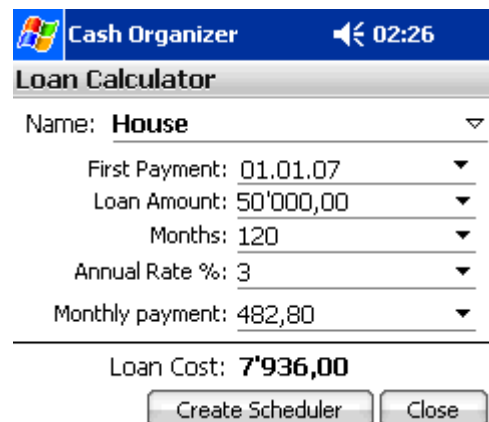 Cash Organizer 02:26
Loan Calculator
Name: House
First Payment: 01.01.07
Loan Amount: 50'000,00
Months: 120
Annual Rate %: 3
Monthly payment: 482,80
Loan Cost: 7'936,00
Create Scheduler Close